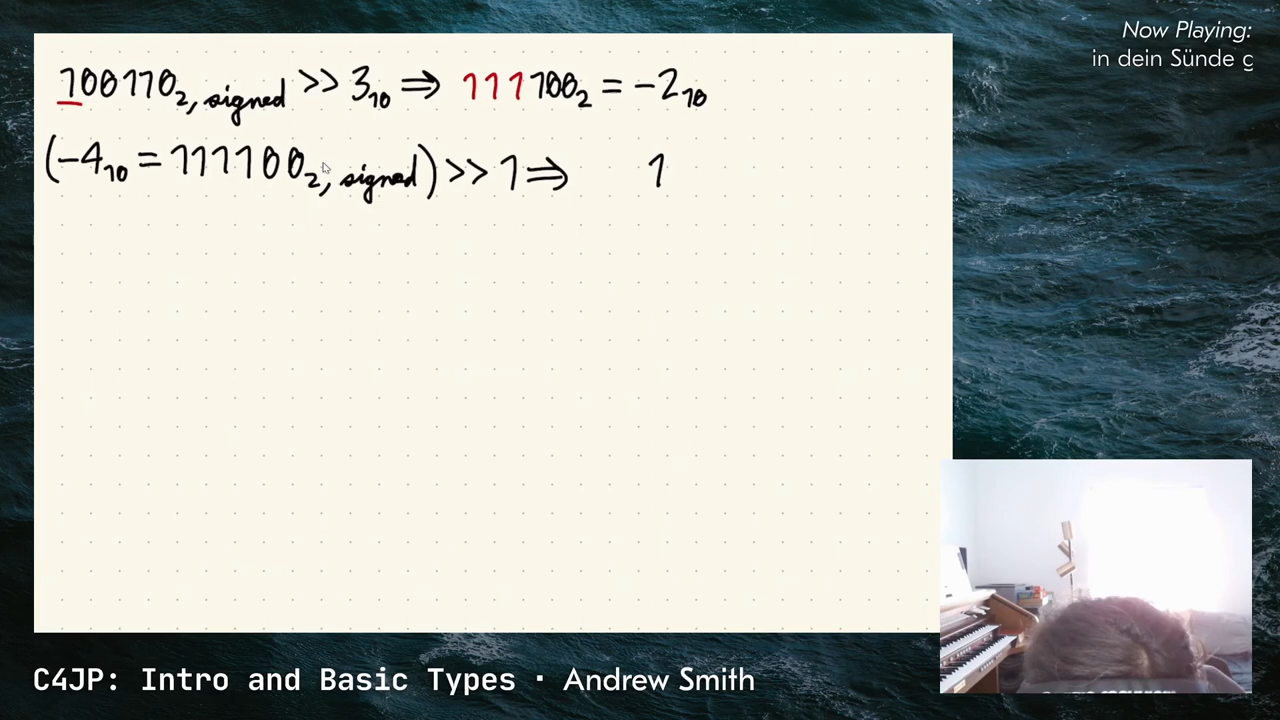 Now Playing:
in dein Sünde g
100110₂, signed >> 3₁₀ ⇒ 111100₂ = -2₁₀
(-4₁₀ = 111100₂, signed) >> 1 ⇒ 1
C4JP: Intro and Basic Types · Andrew Smith